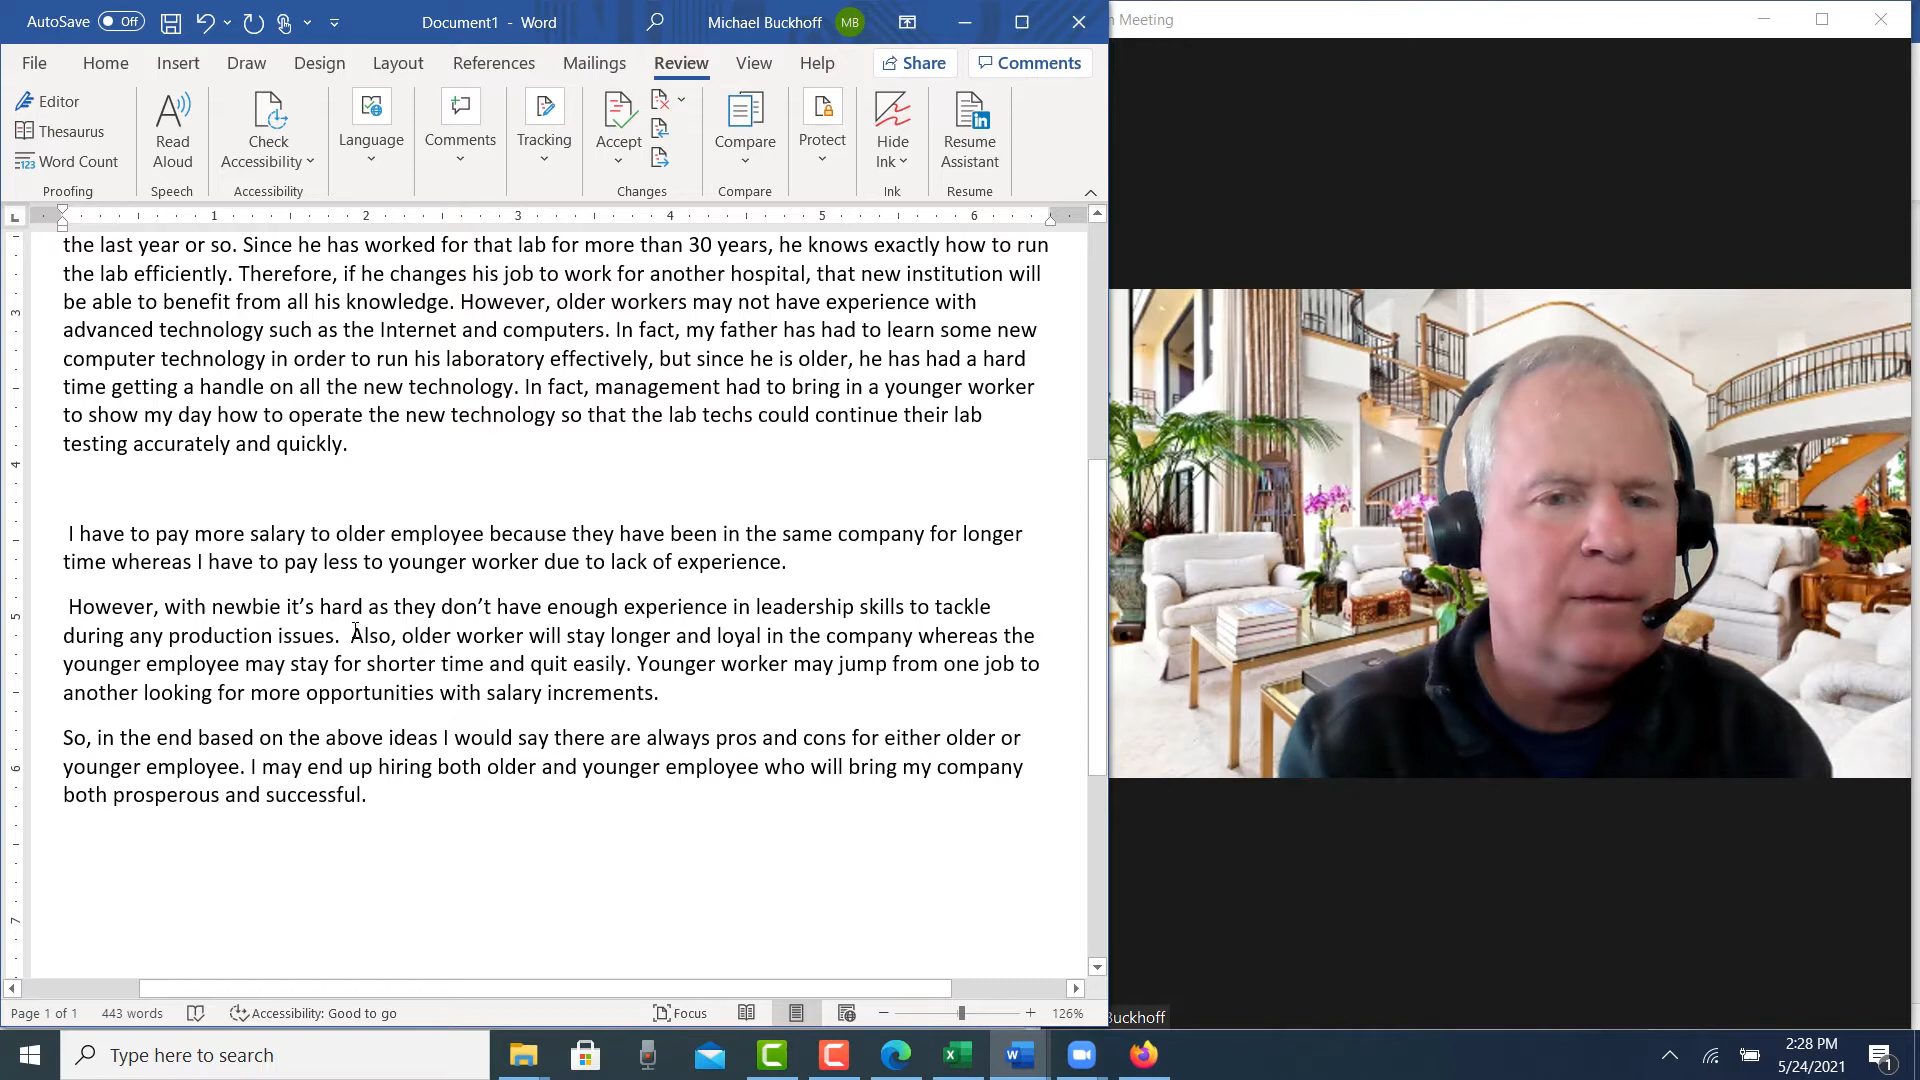 AutoSave Off Document1 - Word Michael Buckhoff MB Meeting
File Home Insert Draw Design Layout References Mailings Review View Help Share Comments
Editor
Thesaurus
Word Count
Read Aloud
Check Accessibility
Language
Comments
Tracking
Accept
Compare
Protect
Hide Ink
Resume Assistant
Proofing Speech Accessibility Changes Compare Ink Resume
1 2 3 4 5 6
the last year or so. Since he has worked for that lab for more than 30 years, he knows exactly how to run
the lab efficiently. Therefore, if he changes his job to work for another hospital, that new institution will
be able to benefit from all his knowledge. However, older workers may not have experience with
advanced technology such as the Internet and computers. In fact, my father has had to learn some new
computer technology in order to run his laboratory effectively, but since he is older, he has had a hard
time getting a handle on all the new technology. In fact, management had to bring in a younger worker
to show my day how to operate the new technology so that the lab techs could continue their lab
testing accurately and quickly.
I have to pay more salary to older employee because they have been in the same company for longer
time whereas I have to pay less to younger worker due to lack of experience.
However, with newbie it’s hard as they don’t have enough experience in leadership skills to tackle
during any production issues.  Also, older worker will stay longer and loyal in the company whereas the
younger employee may stay for shorter time and quit easily. Younger worker may jump from one job to
another looking for more opportunities with salary increments.
So, in the end based on the above ideas I would say there are always pros and cons for either older or
younger employee. I may end up hiring both older and younger employee who will bring my company
both prosperous and successful.
3
4
5
6
7
Page 1 of 1 443 words Accessibility: Good to go Focus 126%
Buckhoff
Type here to search
2:28 PM
5/24/2021
1